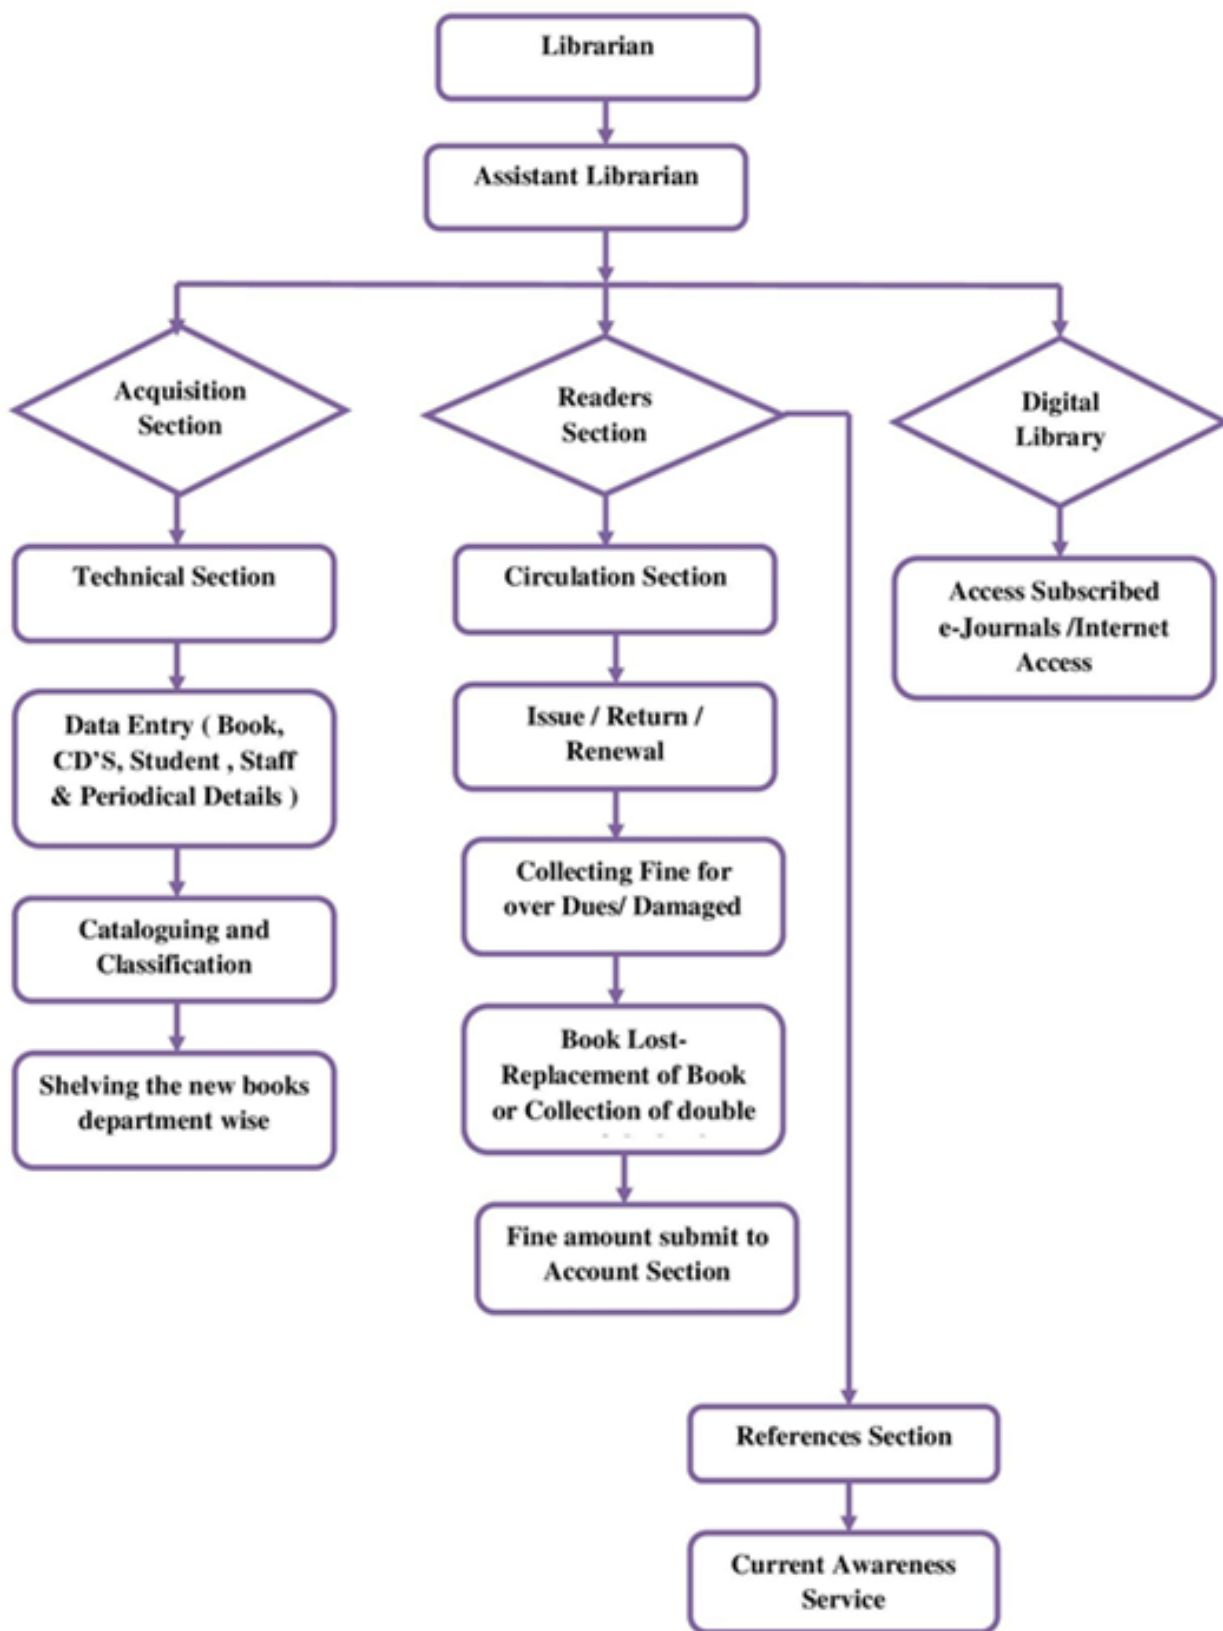 Librarian
Assistant Librarian
Acquisition
Section
Readers
Section
Digital
Library
Technical Section
Data Entry ( Book,
CD'S, Student , Staff
& Periodical Details )
Cataloguing and
Classification
Shelving the new books
department wise
Circulation Section
Issue / Return /
Renewal
Collecting Fine for
over Dues/ Damaged
Book Lost-
Replacement of Book
or Collection of double
Fine amount submit to
Account Section
Access Subscribed
e-Journals /Internet
Access
References Section
Current Awareness
Service